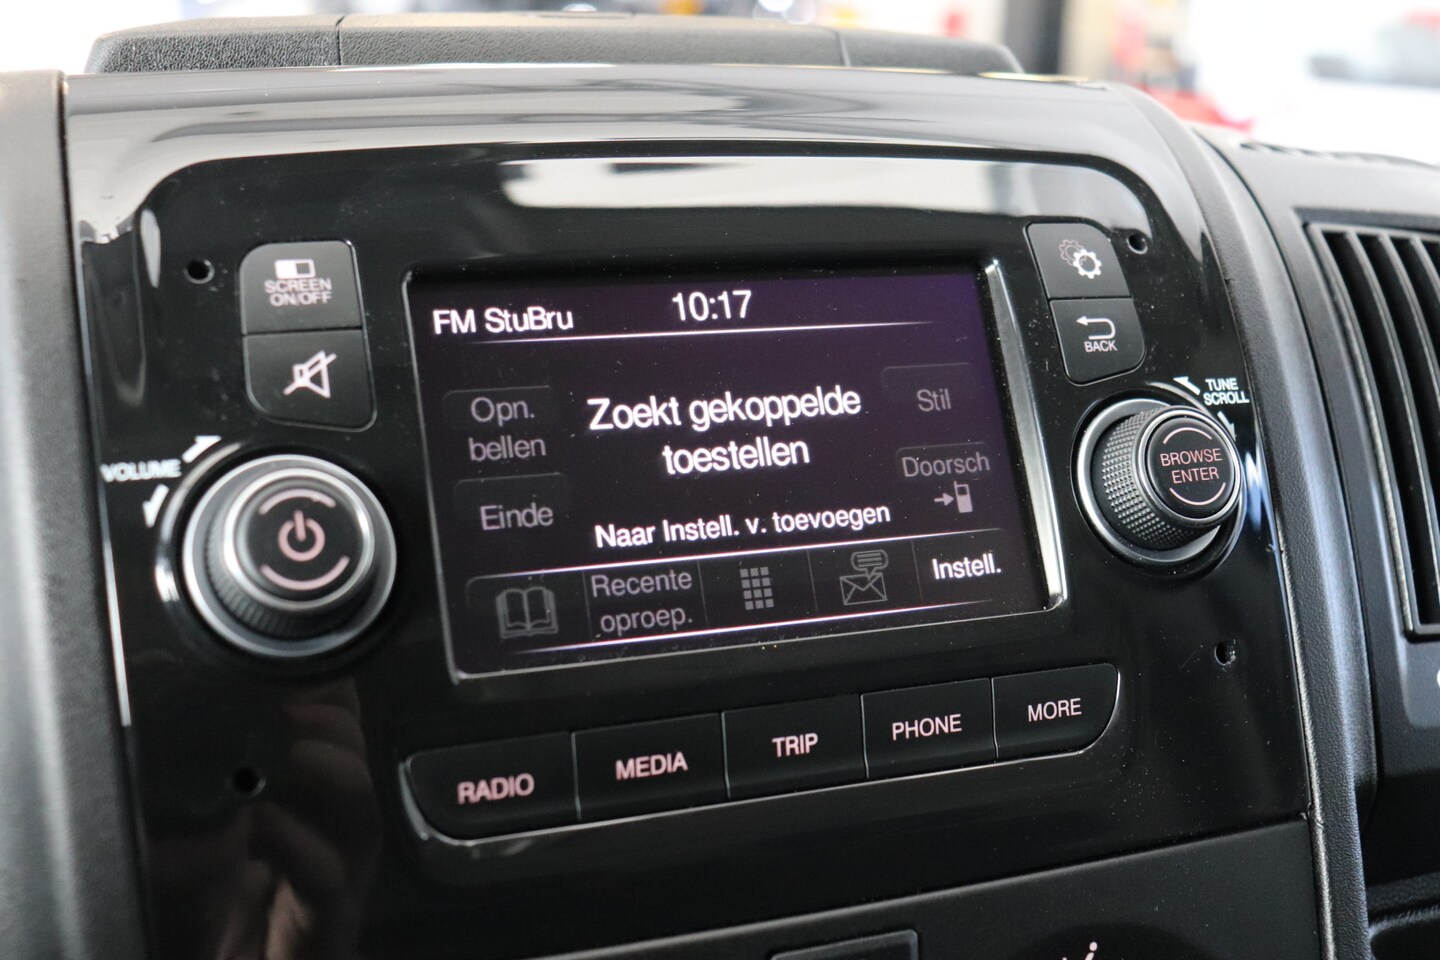 SCREEN
ON/OFF
VOLUME
FM StuBru
10:17
Opn.
bellen
Zoekt gekoppelde
toestellen
Stil
Doorsch
Einde
Naar Instell. v. toevoegen
Recente
oproep.
Instell.
BACK
TUNE
SCROLL
BROWSE
ENTER
RADIO
MEDIA
TRIP
PHONE
MORE